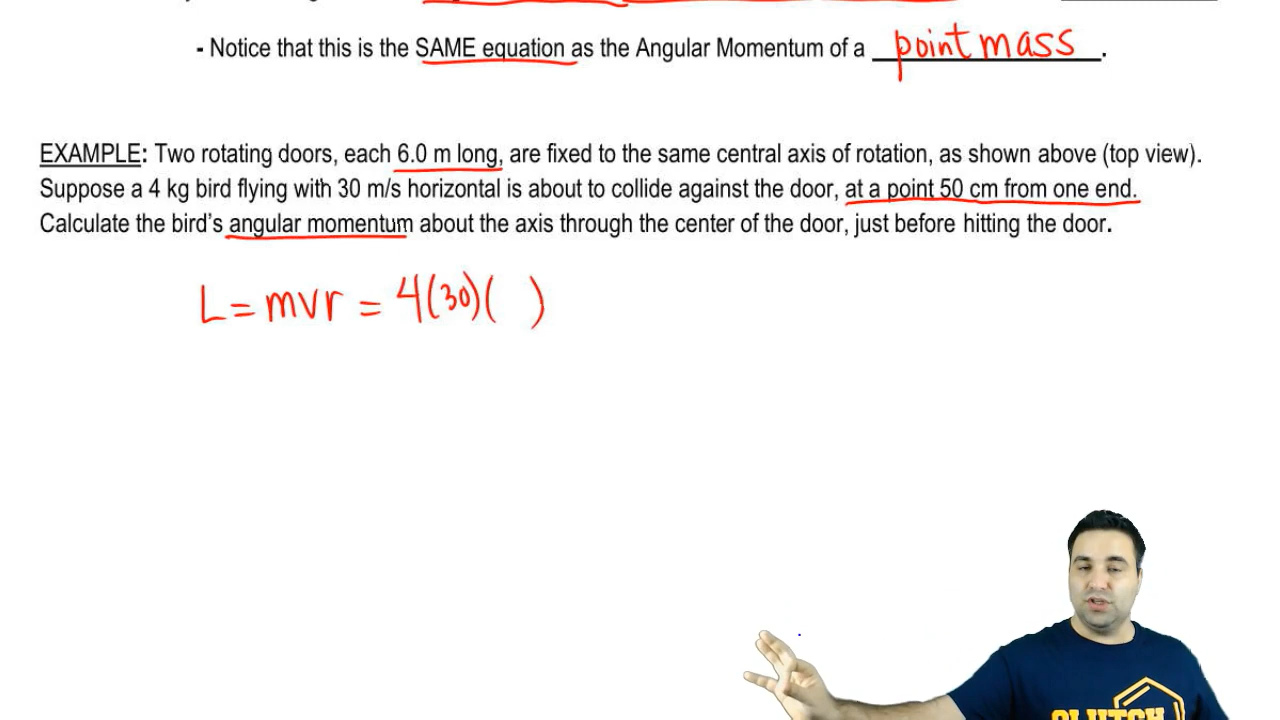 - Notice that this is the SAME equation as the Angular Momentum of a point mass.
EXAMPLE: Two rotating doors, each 6.0 m long, are fixed to the same central axis of rotation, as shown above (top view).
Suppose a 4 kg bird flying with 30 m/s horizontal is about to collide against the door, at a point 50 cm from one end.
Calculate the bird's angular momentum about the axis through the center of the door, just before hitting the door.
L = mvr = 4(30)( )
CLUTCH